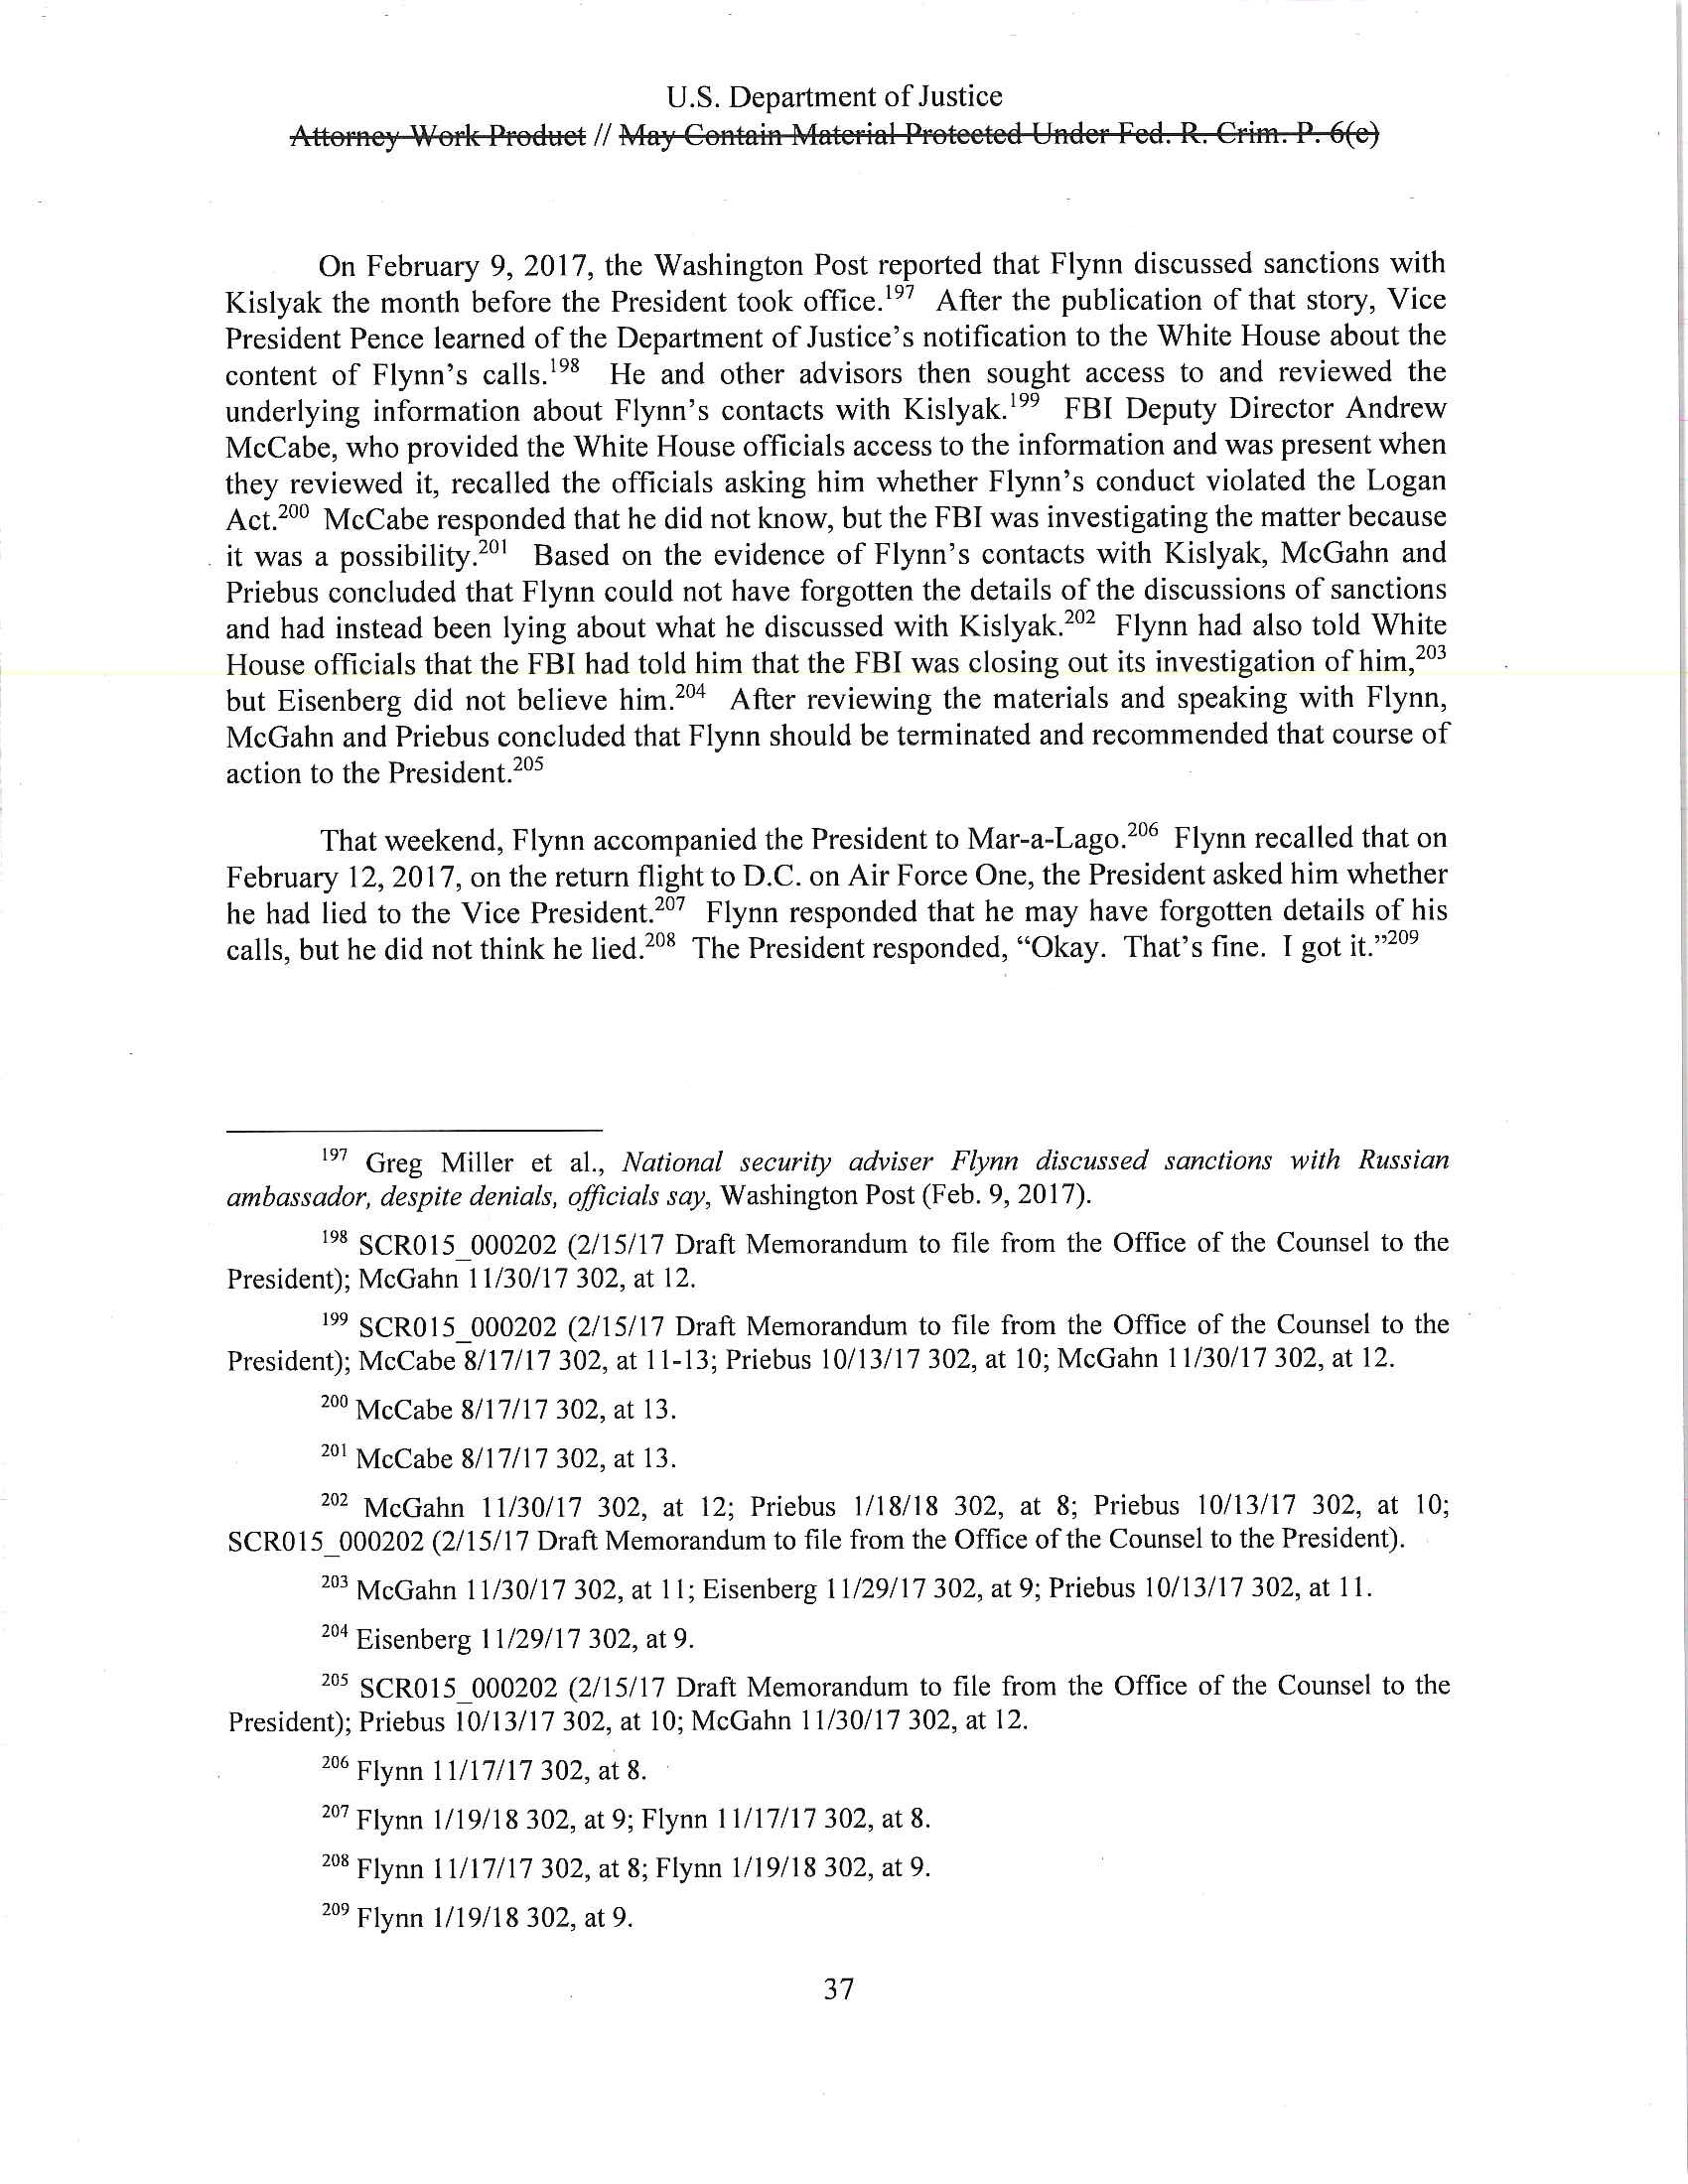 U.S. Department of Justice
Attorney Work Product // May Contain Material Protected Under Fed. R. Crim. P. 6(e)
On February 9, 2017, the Washington Post reported that Flynn discussed sanctions with
Kislyak the month before the President took office.197 After the publication of that story, Vice
President Pence learned of the Department of Justice's notification to the White House about the
content of Flynn's calls.198 He and other advisors then sought access to and reviewed the
underlying information about Flynn's contacts with Kislyak.199 FBI Deputy Director Andrew
McCabe, who provided the White House officials access to the information and was present when
they reviewed it, recalled the officials asking him whether Flynn's conduct violated the Logan
Act.200 McCabe responded that he did not know, but the FBI was investigating the matter because
it was a possibility.201 Based on the evidence of Flynn's contacts with Kislyak, McGahn and
Priebus concluded that Flynn could not have forgotten the details of the discussions of sanctions
and had instead been lying about what he discussed with Kislyak.202 Flynn had also told White
House officials that the FBI had told him that the FBI was closing out its investigation of him,203
but Eisenberg did not believe him.204 After reviewing the materials and speaking with Flynn,
McGahn and Priebus concluded that Flynn should be terminated and recommended that course of
action to the President.205
That weekend, Flynn accompanied the President to Mar-a-Lago.206 Flynn recalled that on
February 12, 2017, on the return flight to D.C. on Air Force One, the President asked him whether
he had lied to the Vice President.207 Flynn responded that he may have forgotten details of his
calls, but he did not think he lied.208 The President responded, "Okay. That's fine. I got it."209
197 Greg Miller et al., National security adviser Flynn discussed sanctions with Russian
ambassador, despite denials, officials say, Washington Post (Feb. 9, 2017).
198 SCR015_000202 (2/15/17 Draft Memorandum to file from the Office of the Counsel to the
President); McGahn 11/30/17 302, at 12.
199 SCR015_000202 (2/15/17 Draft Memorandum to file from the Office of the Counsel to the
President); McCabe 8/17/17 302, at 11-13; Priebus 10/13/17 302, at 10; McGahn 11/30/17 302, at 12.
200 McCabe 8/17/17 302, at 13.
201 McCabe 8/17/17 302, at 13.
202 McGahn 11/30/17 302, at 12; Priebus 1/18/18 302, at 8; Priebus 10/13/17 302, at 10;
SCR015_000202 (2/15/17 Draft Memorandum to file from the Office of the Counsel to the President).
203 McGahn 11/30/17 302, at 11; Eisenberg 11/29/17 302, at 9; Priebus 10/13/17 302, at 11.
204 Eisenberg 11/29/17 302, at 9.
205 SCR015_000202 (2/15/17 Draft Memorandum to file from the Office of the Counsel to the
President); Priebus 10/13/17 302, at 10; McGahn 11/30/17 302, at 12.
206 Flynn 11/17/17 302, at 8.
207 Flynn 1/19/18 302, at 9; Flynn 11/17/17 302, at 8.
208 Flynn 11/17/17 302, at 8; Flynn 1/19/18 302, at 9.
209 Flynn 1/19/18 302, at 9.
37